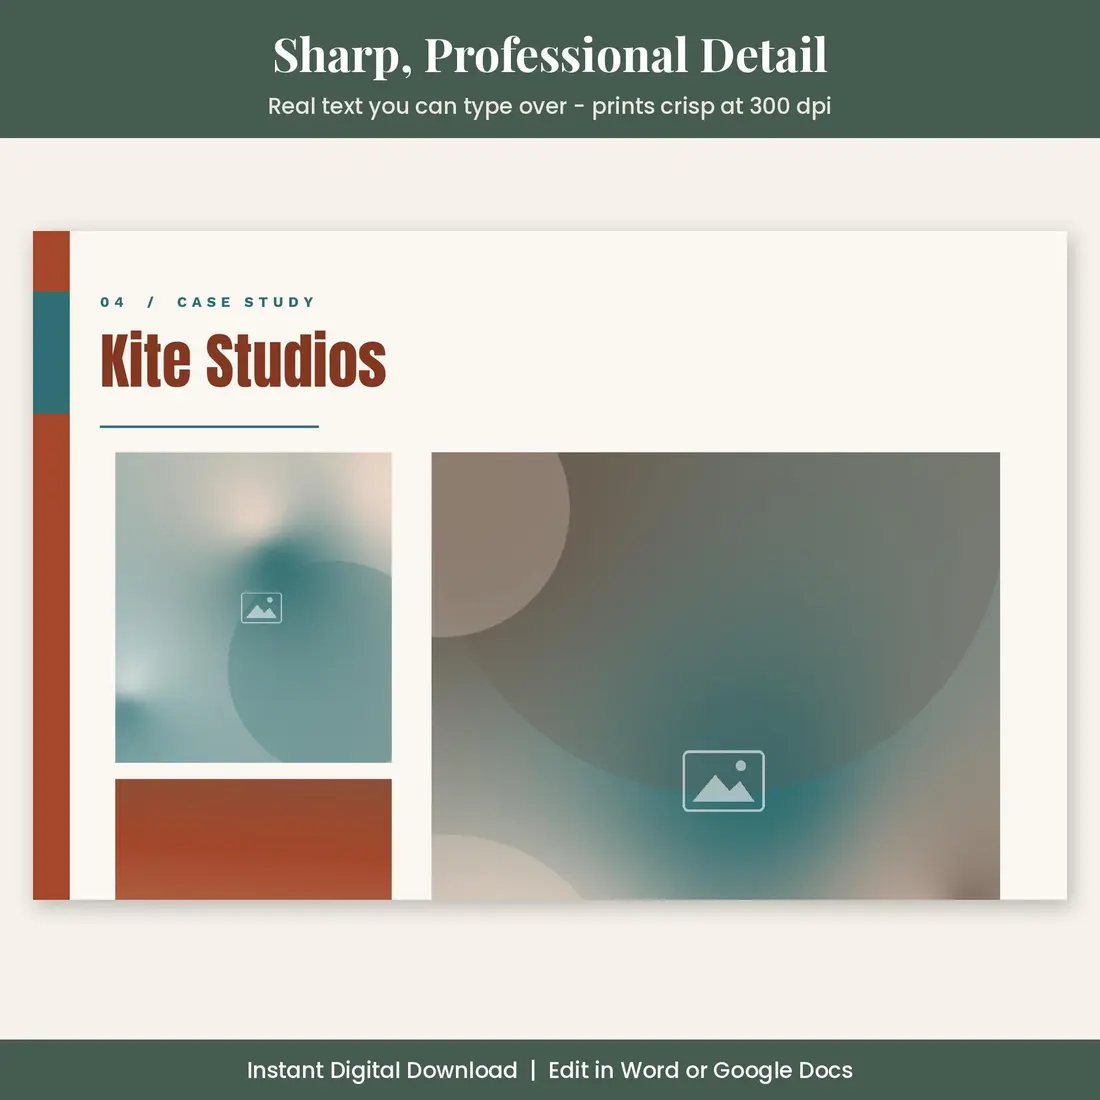 Sharp, Professional Detail
Real text you can type over - prints crisp at 300 dpi
04 / CASE STUDY
Kite Studios
Instant Digital Download | Edit in Word or Google Docs